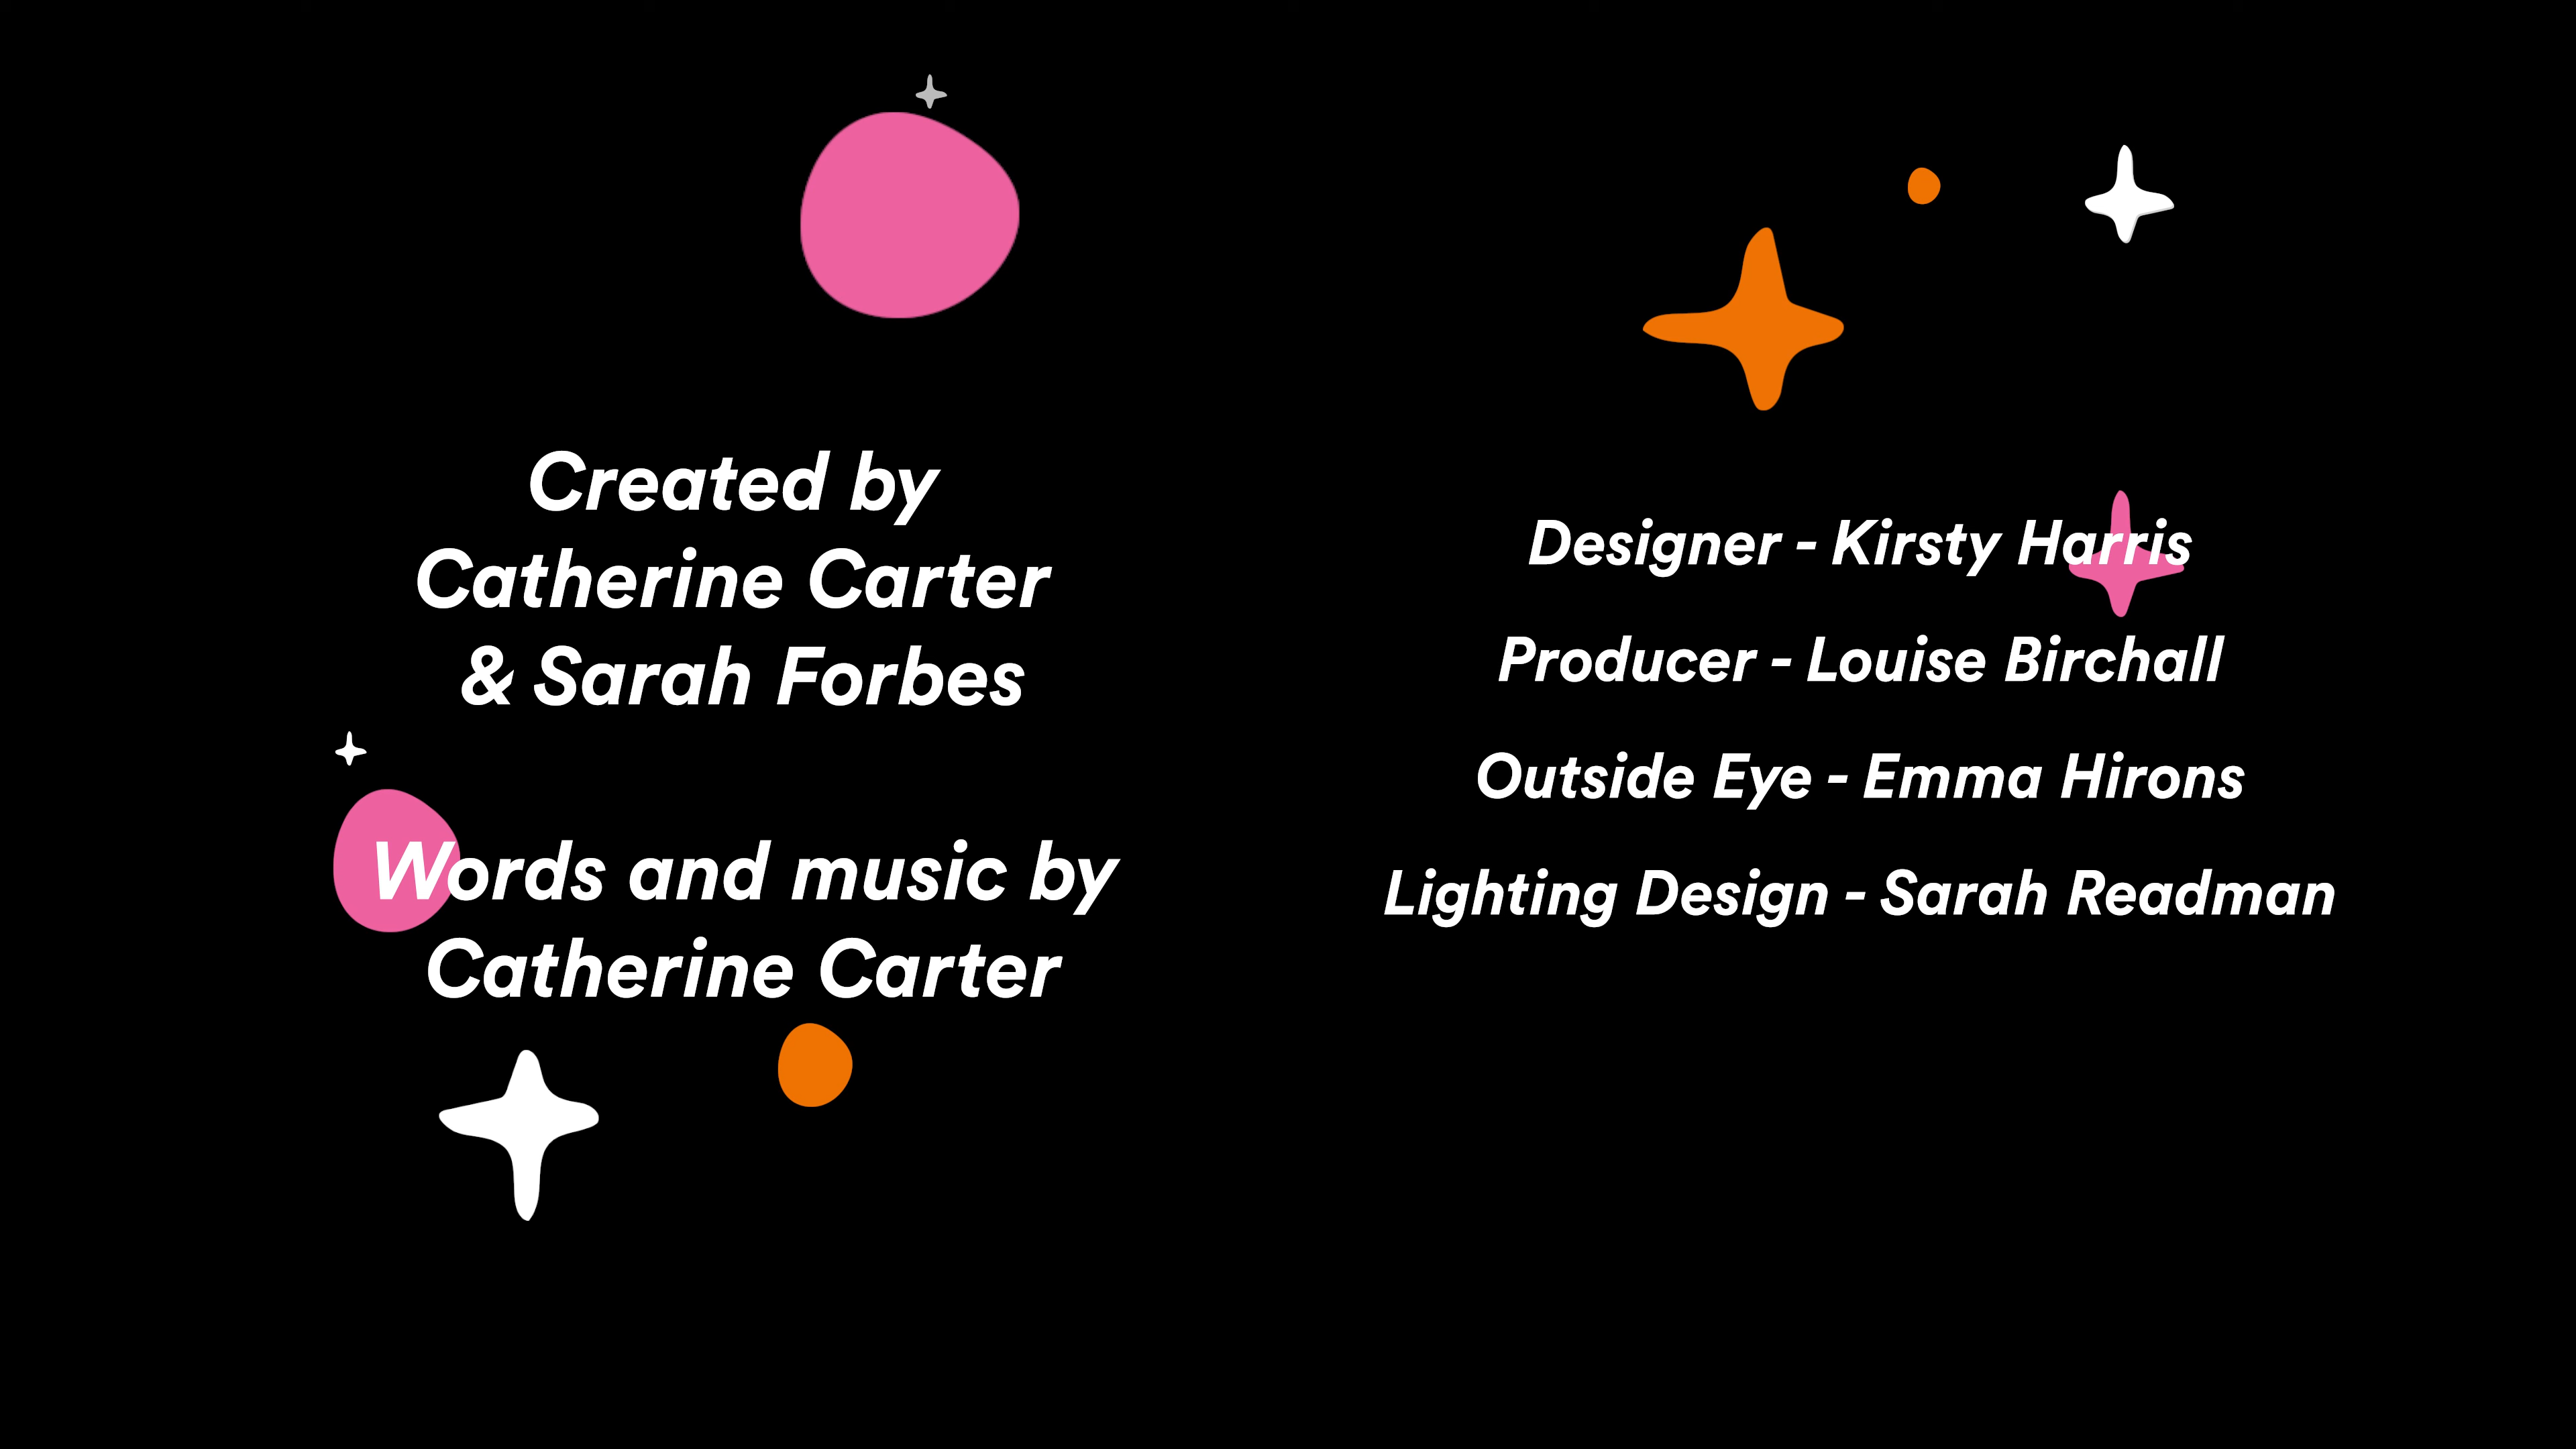 Created by
Catherine Carter
& Sarah Forbes
Words and music by
Catherine Carter
Designer - Kirsty Harris
Producer - Louise Birchall
Outside Eye - Emma Hirons
Lighting Design - Sarah Readman